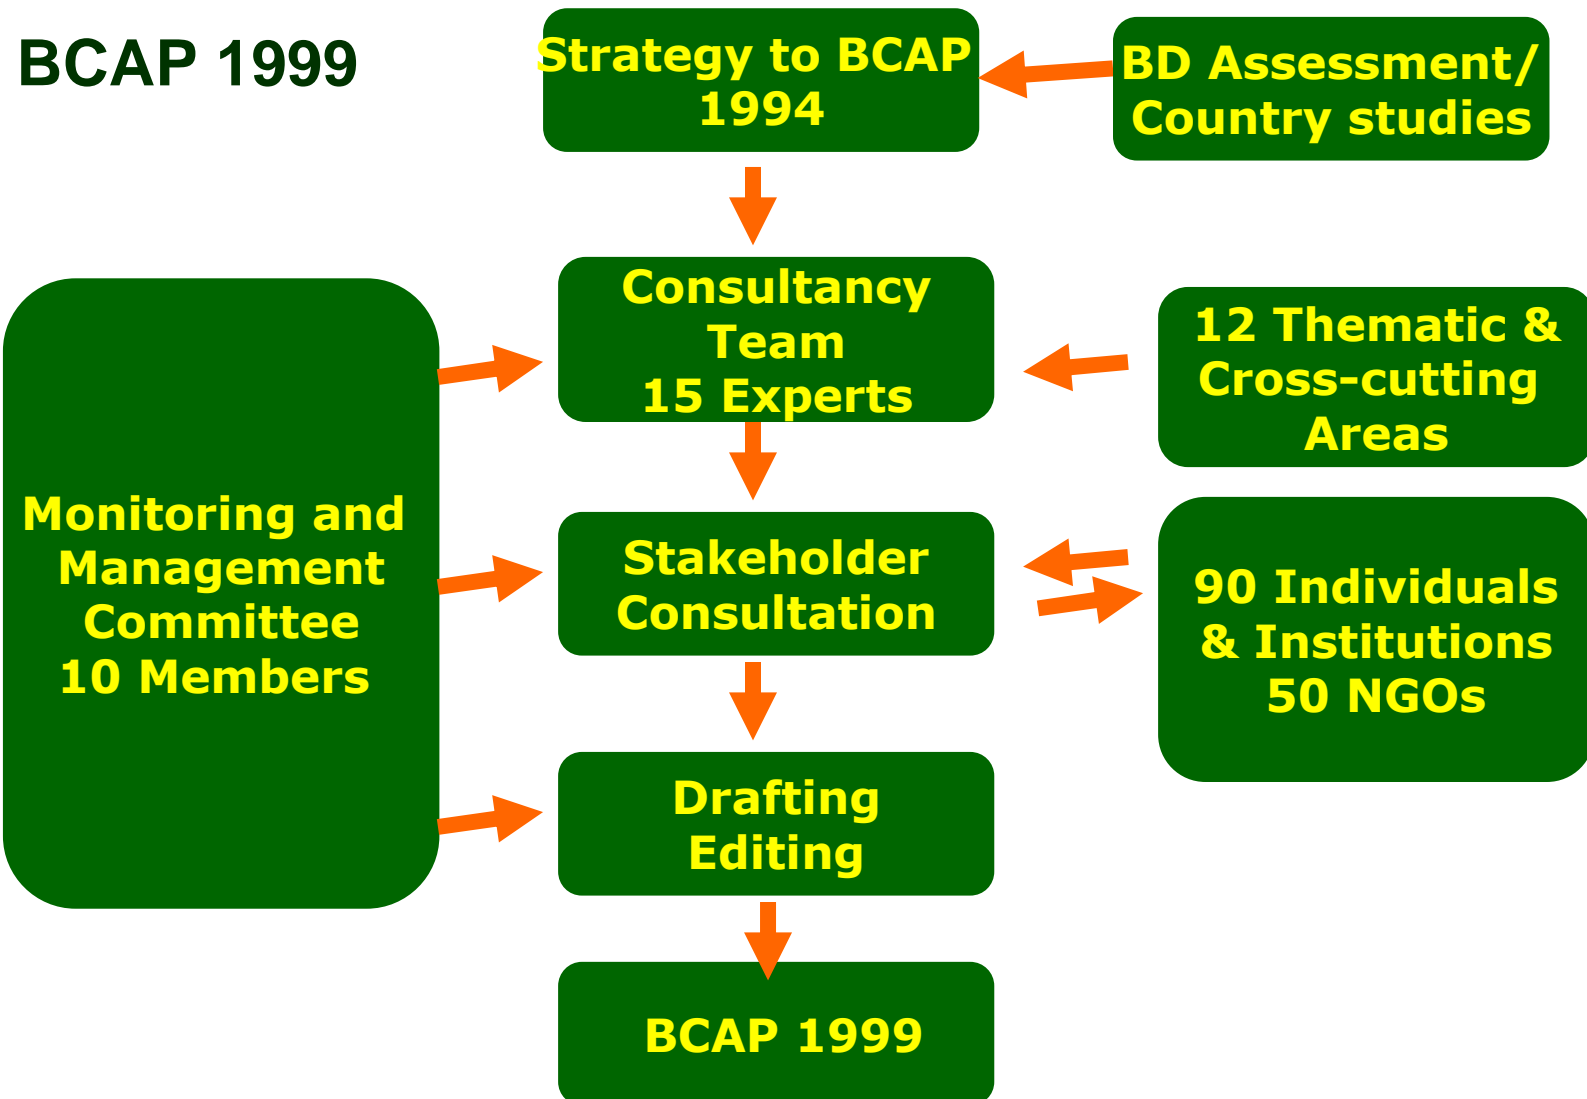 BCAP 1999
Strategy to BCAP
1994
BD Assessment/
Country studies
Consultancy
Team
15 Experts
12 Thematic &
Cross-cutting
Areas
Monitoring and
Management
Committee
10 Members
Stakeholder
Consultation
90 Individuals
& Institutions
50 NGOs
Drafting
Editing
BCAP 1999